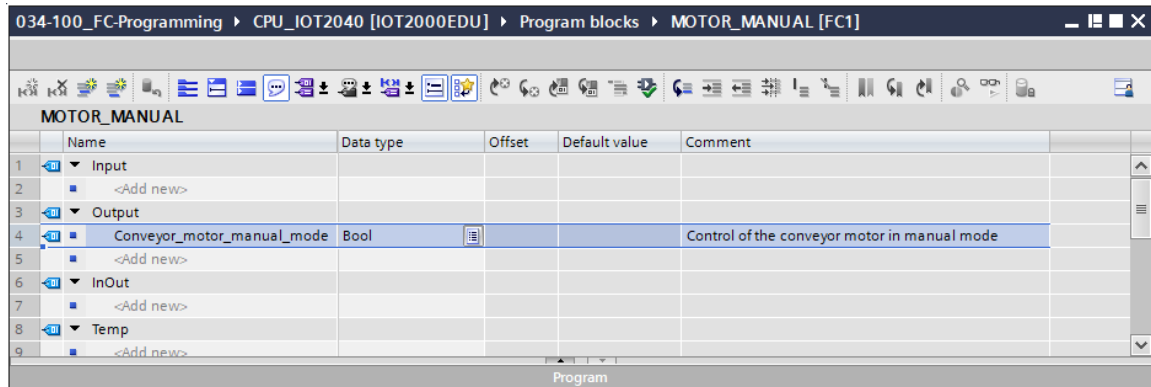 034-100_FC-Programming ▸ CPU_IOT2040 [IOT2000EDU] ▸ Program blocks ▸ MOTOR_MANUAL [FC1]
MOTOR_MANUAL
Name Data type Offset Default value Comment
1 Input
2 <Add new>
3 Output
4 Conveyor_motor_manual_mode Bool Control of the conveyor motor in manual mode
5 <Add new>
6 InOut
7 <Add new>
8 Temp
9 <Add new>
Program